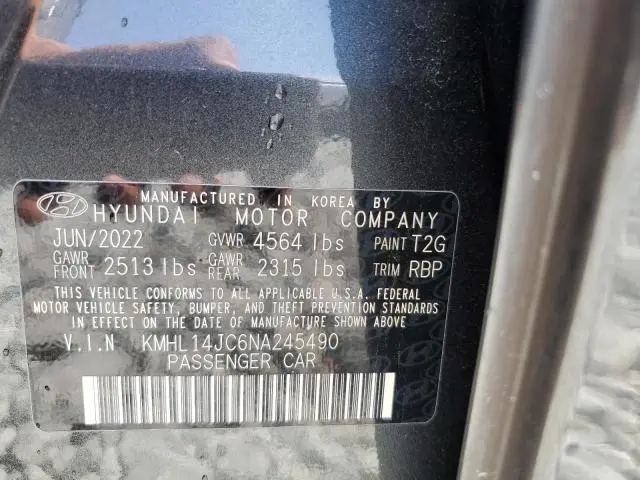 MANUFACTURED IN KOREA BY
HYUNDAI MOTOR COMPANY
JUN/2022 GVWR 4564 lbs PAINT T2G
GAWR FRONT 2513 lbs GAWR REAR 2315 lbs TRIM RBP
THIS VEHICLE CONFORMS TO ALL APPLICABLE U.S.A. FEDERAL
MOTOR VEHICLE SAFETY, BUMPER, AND THEFT PREVENTION STANDARDS
IN EFFECT ON THE DATE OF MANUFACTURE SHOWN ABOVE.
V.I.N KMHL14JC6NA245490
PASSENGER CAR